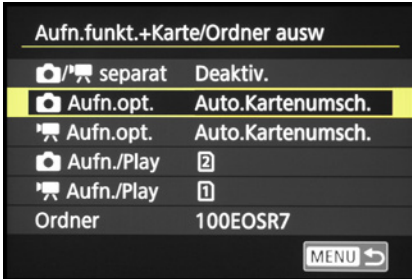 Aufn.funkt.+Karte/Ordner ausw
/ separat Deaktiv.
Aufn.opt. Auto.Kartenumsch.
Aufn.opt. Auto.Kartenumsch.
Aufn./Play 2
Aufn./Play 1
Ordner 100EOSR7
MENU